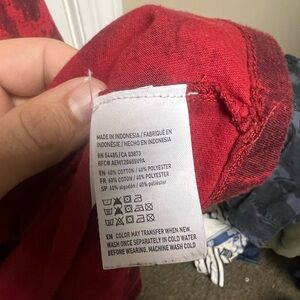 MADE IN INDONESIA / FABRIQUÉ EN
INDONÉSIE / HECHO EN INDONESIA
RN 54485 / CA 03873
EN 60% COTTON / 40% POLYESTER
FR 60% COTON / 40% POLYESTER
SP 60% algodón / 40% poliéster
EN COLOR MAY TRANSFER WHEN NEW.
WASH ONCE SEPARATELY IN COLD WATER
BEFORE WEARING. MACHINE WASH COLD